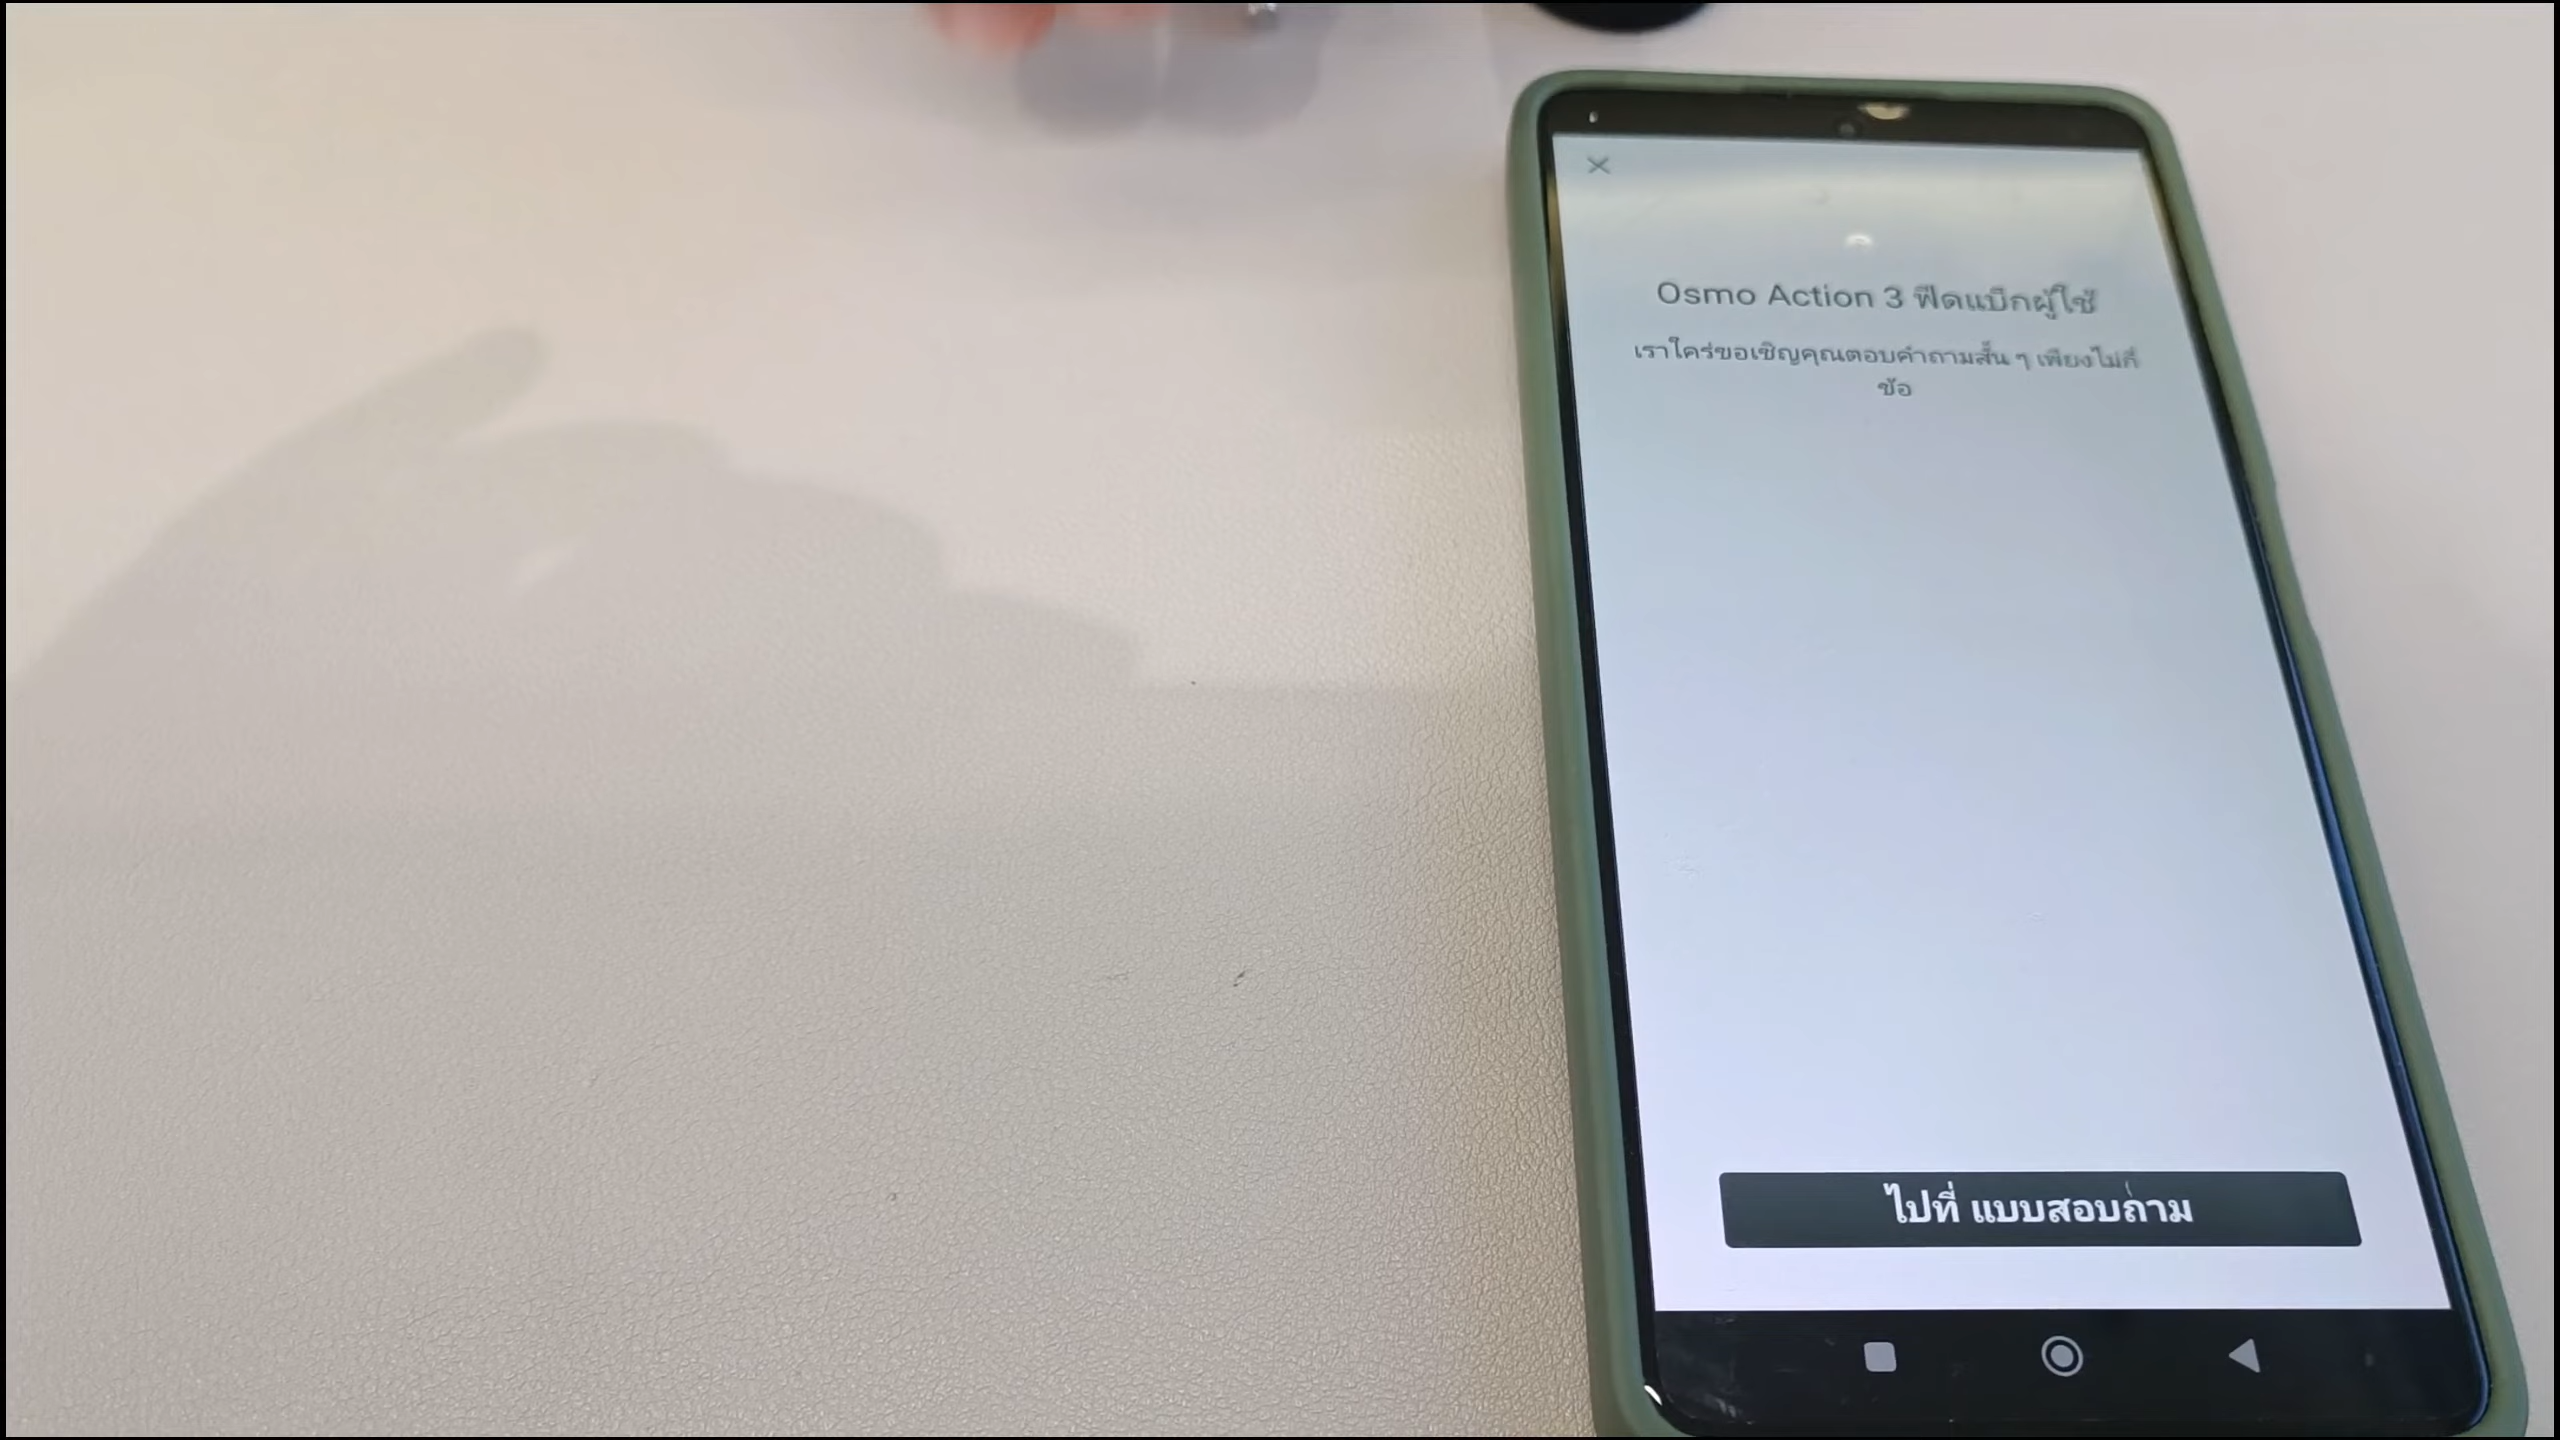 Osmo Action 3 ฟีดแบ็กผู้ใช้
เราใคร่ขอเชิญคุณตอบคำถามสั้น ๆ เพียงไม่กี่
ข้อ
ไปที่ แบบสอบถาม